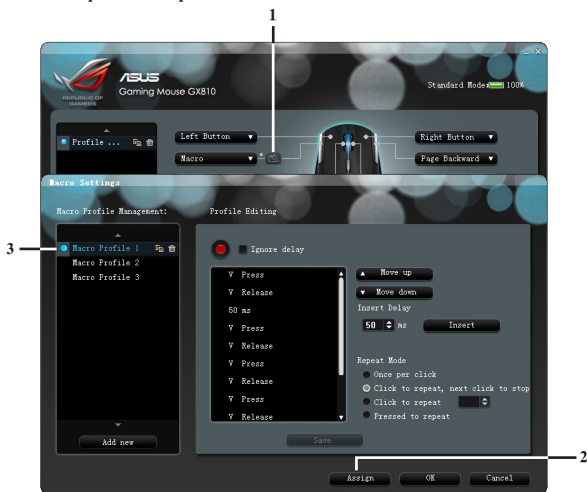 1
ASUS
REPUBLIC OF
GAMERS
Gaming Mouse GX810
Standard Mode: 100%
Profile ...
Left Button
Right Button
Macro
Page Backward
Macro Settings
Macro Profile Management:
Profile Editing
3
Macro Profile 1
Macro Profile 2
Macro Profile 3
Add new
Ignore delay
V Press
V Release
50 ms
V Press
V Release
V Press
V Release
V Press
V Release
Move up
Move down
Insert Delay
50 ms Insert
Repeat Mode
Once per click
Click to repeat, next click to stop
Click to repeat
Pressed to repeat
Save
2
Assign OK Cancel